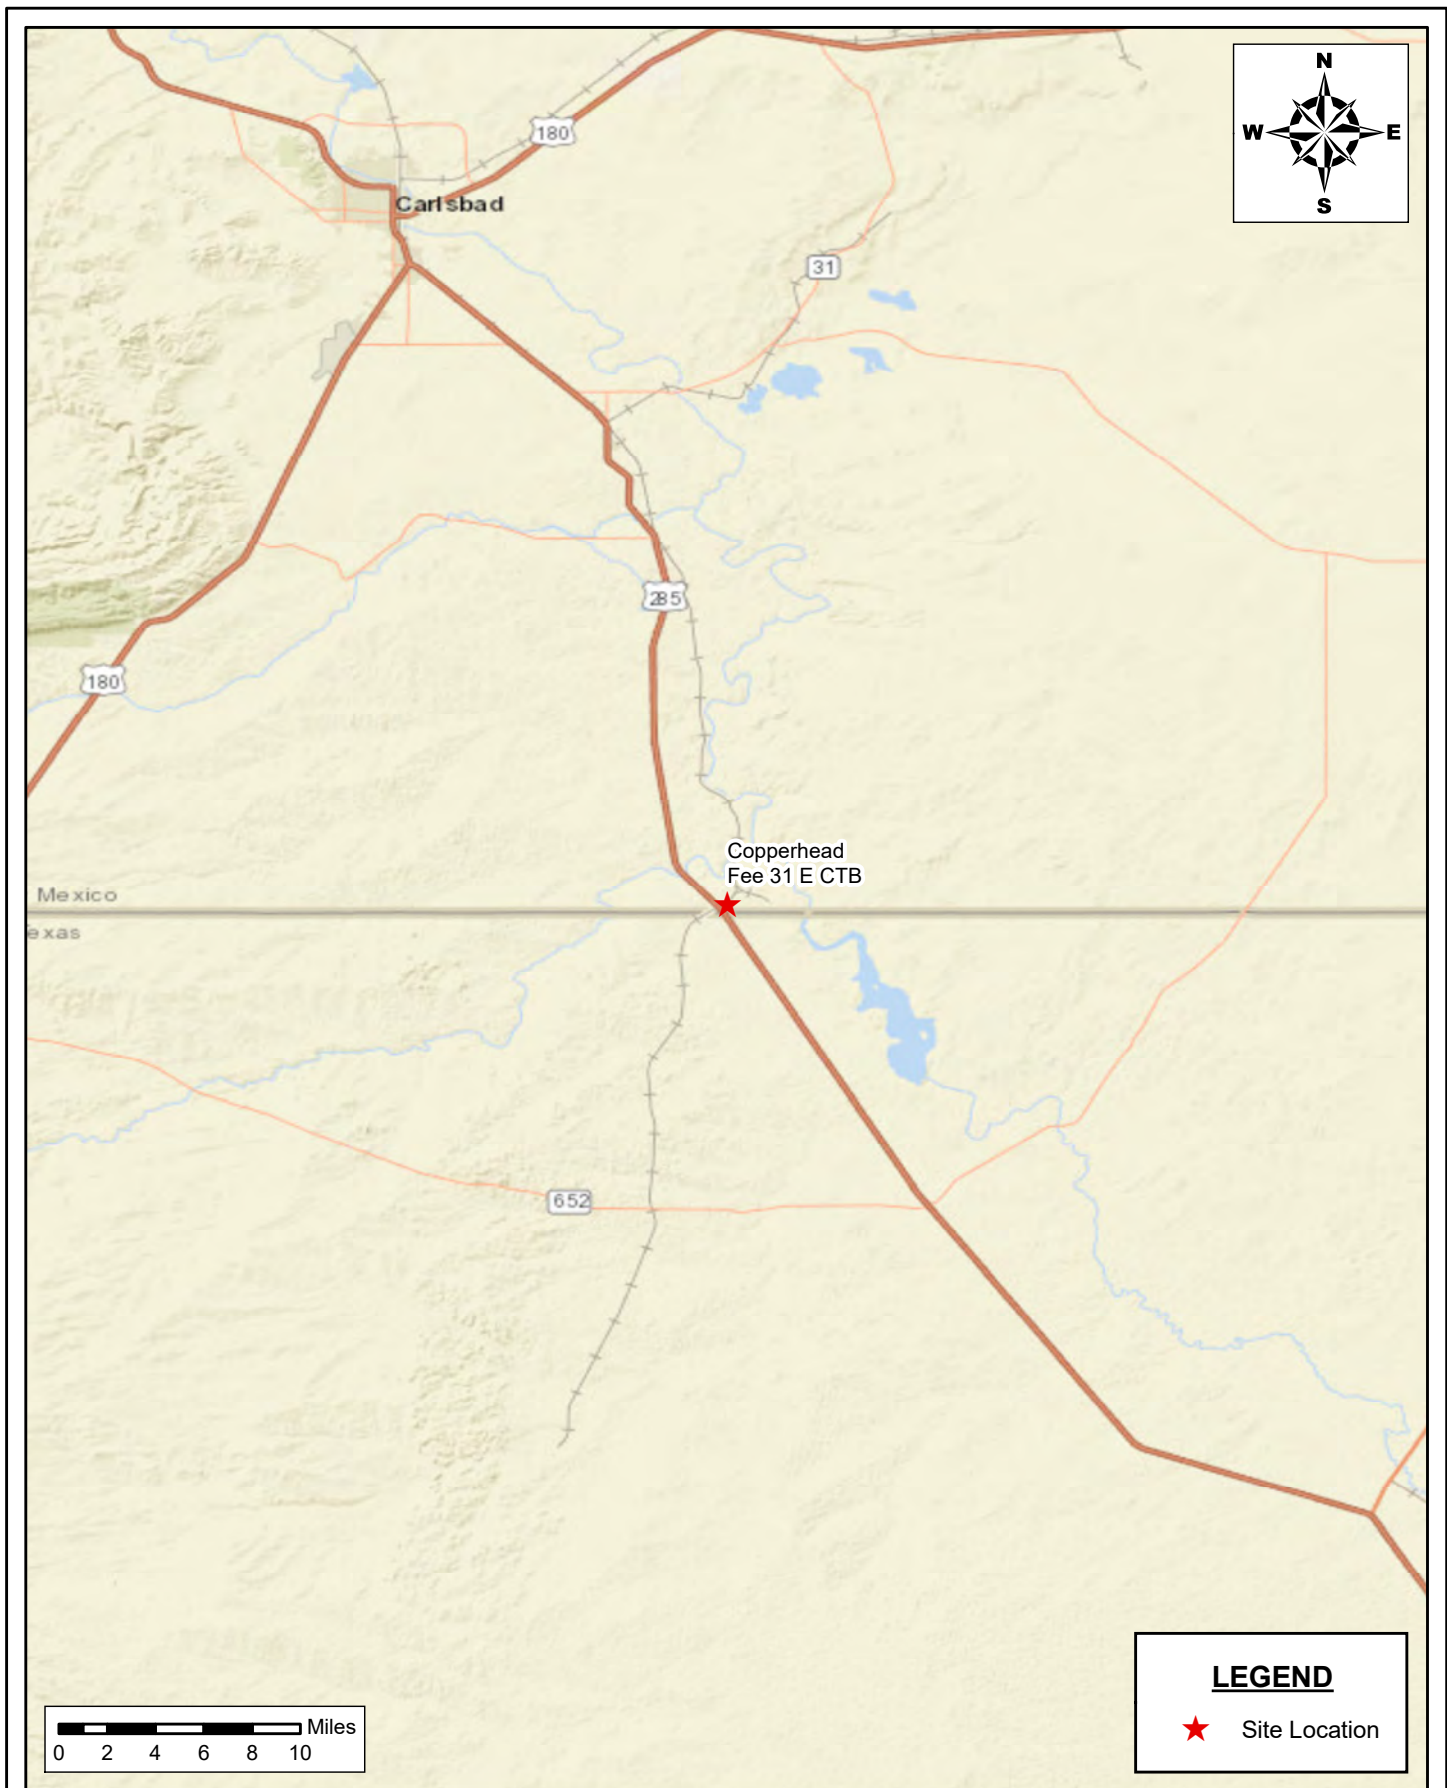 N
W E
S
180
Carlsbad
31
285
180
Copperhead
Fee 31 E CTB
Mexico
exas
652
LEGEND
Site Location
Miles
0 2 4 6 8 10